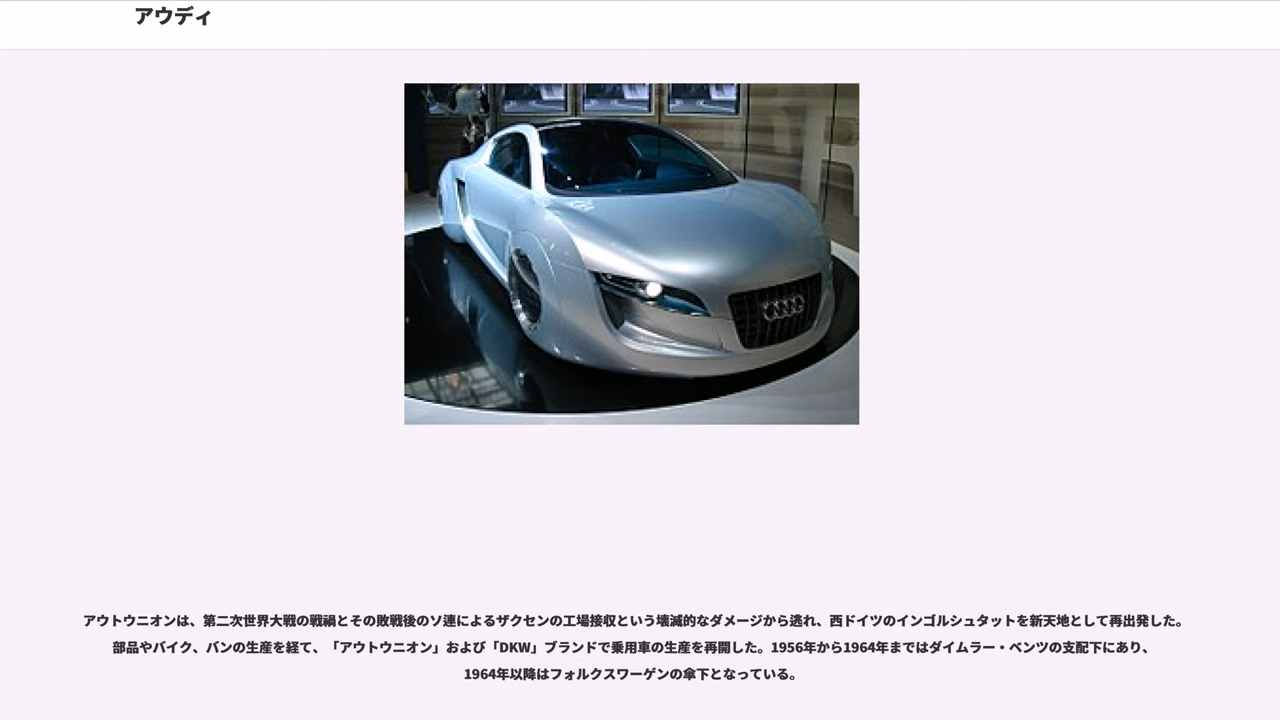 アウディ
アウトウニオンは、第二次世界大戦の戦禍とその敗戦後のソ連によるザクセンの工場接収という壊滅的なダメージから逃れ、西ドイツのインゴルシュタットを新天地として再出発した。
部品やバイク、バンの生産を経て、「アウトウニオン」および「DKW」ブランドで乗用車の生産を再開した。1956年から1964年まではダイムラー・ベンツの支配下にあり、
1964年以降はフォルクスワーゲンの傘下となっている。